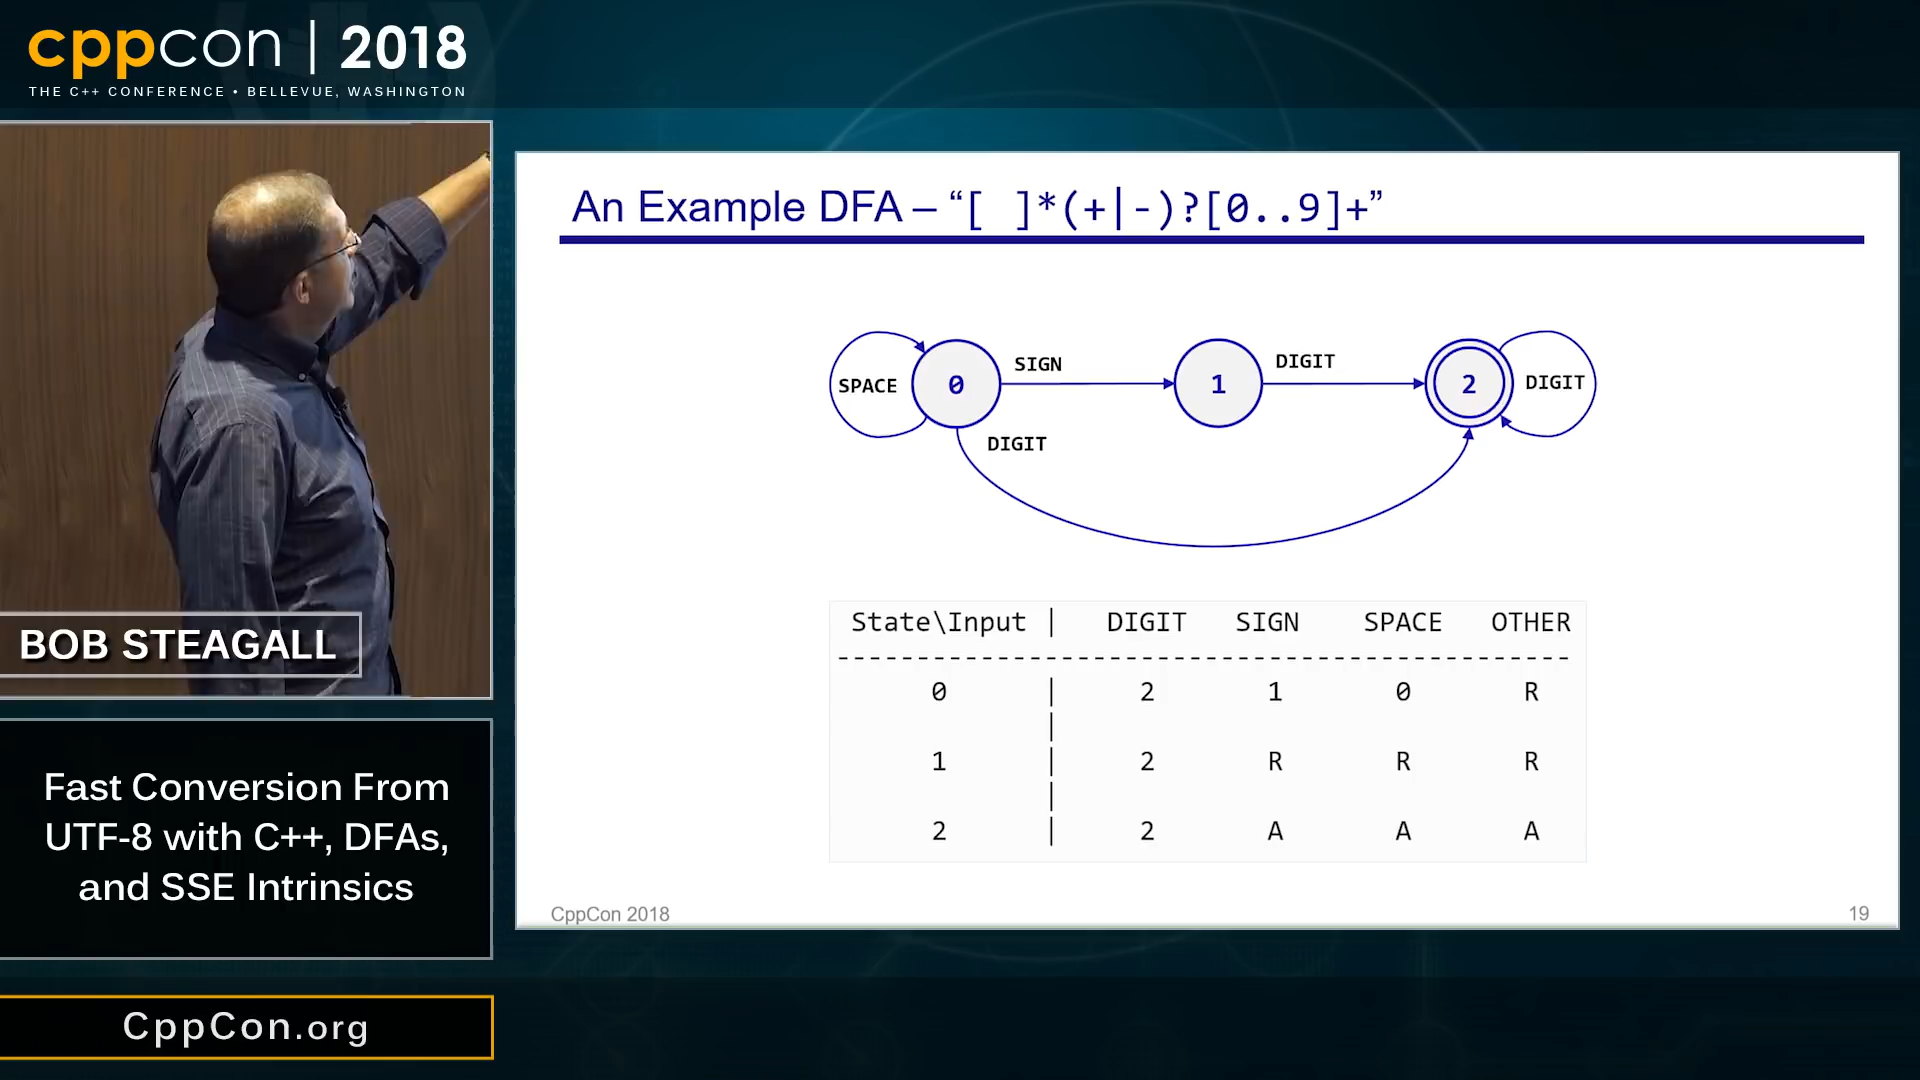 cppcon | 2018
THE C++ CONFERENCE • BELLEVUE, WASHINGTON
BOB STEAGALL
Fast Conversion From
UTF-8 with C++, DFAs,
and SSE Intrinsics
CppCon.org
An Example DFA – “[ ]*(+|-)?[0..9]+”
SPACE
0
SIGN
1
DIGIT
2
DIGIT
DIGIT
State\Input | DIGIT SIGN SPACE OTHER
----------------------------------------------
0 | 2 1 0 R
|
1 | 2 R R R
|
2 | 2 A A A
CppCon 2018
19